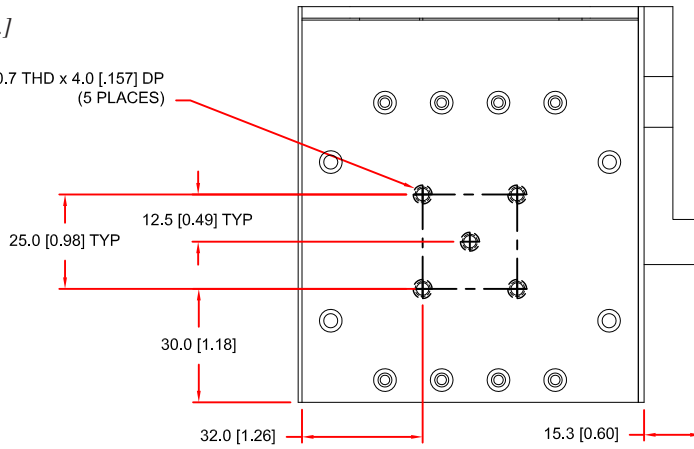 .]
0.7 THD x 4.0 [.157] DP
(5 PLACES)
12.5 [0.49] TYP
25.0 [0.98] TYP
30.0 [1.18]
32.0 [1.26]
15.3 [0.60]